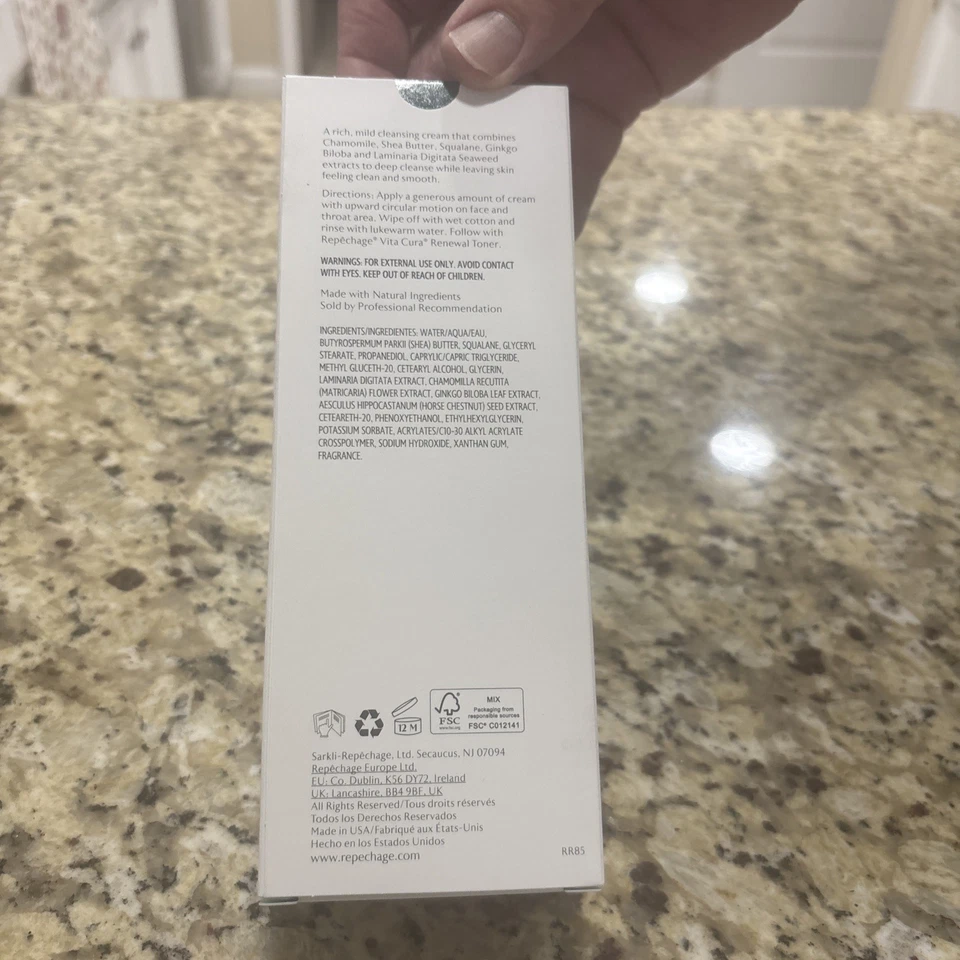 A rich, mild cleansing cream that combines
Chamomile, Shea Butter, Squalane, Ginkgo
Biloba and Laminaria Digitata Seaweed
extracts to deep cleanse while leaving skin
feeling clean and smooth.
Directions: Apply a generous amount of cream
with upward circular motion on face and
throat area. Wipe off with wet cotton and
rinse with lukewarm water. Follow with
Repêchage® Vita Cura® Renewal Toner.
WARNINGS: FOR EXTERNAL USE ONLY. AVOID CONTACT
WITH EYES. KEEP OUT OF REACH OF CHILDREN.
Made with Natural Ingredients
Sold by Professional Recommendation
INGREDIENTS/INGREDIENTES: WATER/AQUA/EAU,
BUTYROSPERMUM PARKII (SHEA) BUTTER, SQUALANE, GLYCERYL
STEARATE, PROPANEDIOL, CAPRYLIC/CAPRIC TRIGLYCERIDE,
METHYL GLUCETH-20, CETEARYL ALCOHOL, GLYCERIN,
LAMINARIA DIGITATA EXTRACT, CHAMOMILLA RECUTITA
(MATRICARIA) FLOWER EXTRACT, GINKGO BILOBA LEAF EXTRACT,
AESCULUS HIPPOCASTANUM (HORSE CHESTNUT) SEED EXTRACT,
CETEARETH-20, PHENOXYETHANOL, ETHYLHEXYLGLYCERIN,
POTASSIUM SORBATE, ACRYLATES/C10-30 ALKYL ACRYLATE
CROSSPOLYMER, SODIUM HYDROXIDE, XANTHAN GUM,
FRAGRANCE.
12 M
FSC
www.fsc.org
MIX
Packaging from
responsible sources
FSC® C012141
Sarkli-Repêchage, Ltd. Secaucus, NJ 07094
Repêchage Europe Ltd.
EU: Co. Dublin, K56 DY72, Ireland
UK: Lancashire, BB4 9BF, UK
All Rights Reserved/Tous droits réservés
Todos los Derechos Reservados
Made in USA/Fabriqué aux États-Unis
Hecho en los Estados Unidos
www.repechage.com
RR85